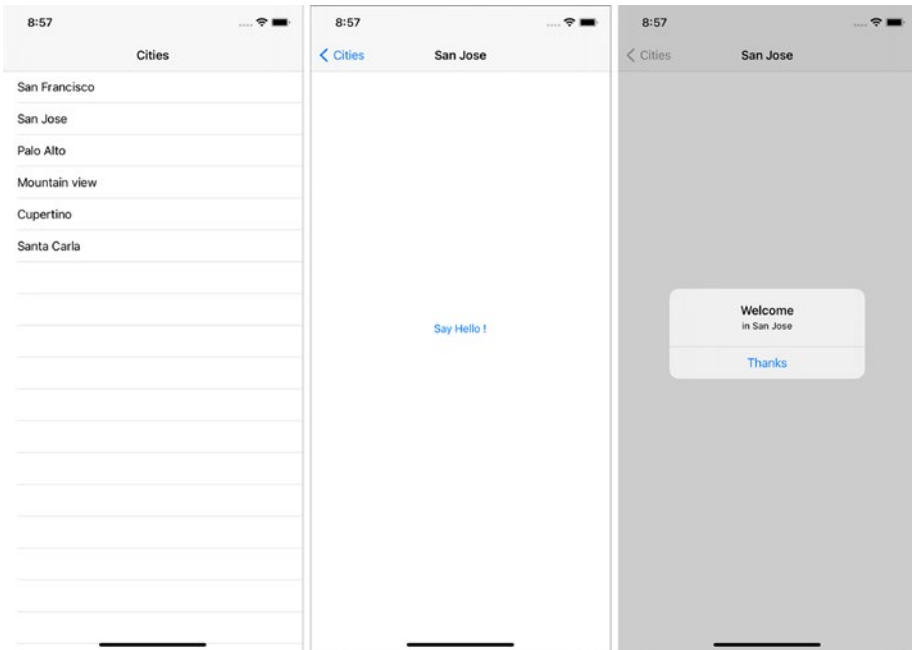 8:57
Cities
San Francisco
San Jose
Palo Alto
Mountain view
Cupertino
Santa Carla
8:57
Cities
San Jose
Say Hello !
8:57
Cities
San Jose
Welcome
in San Jose
Thanks